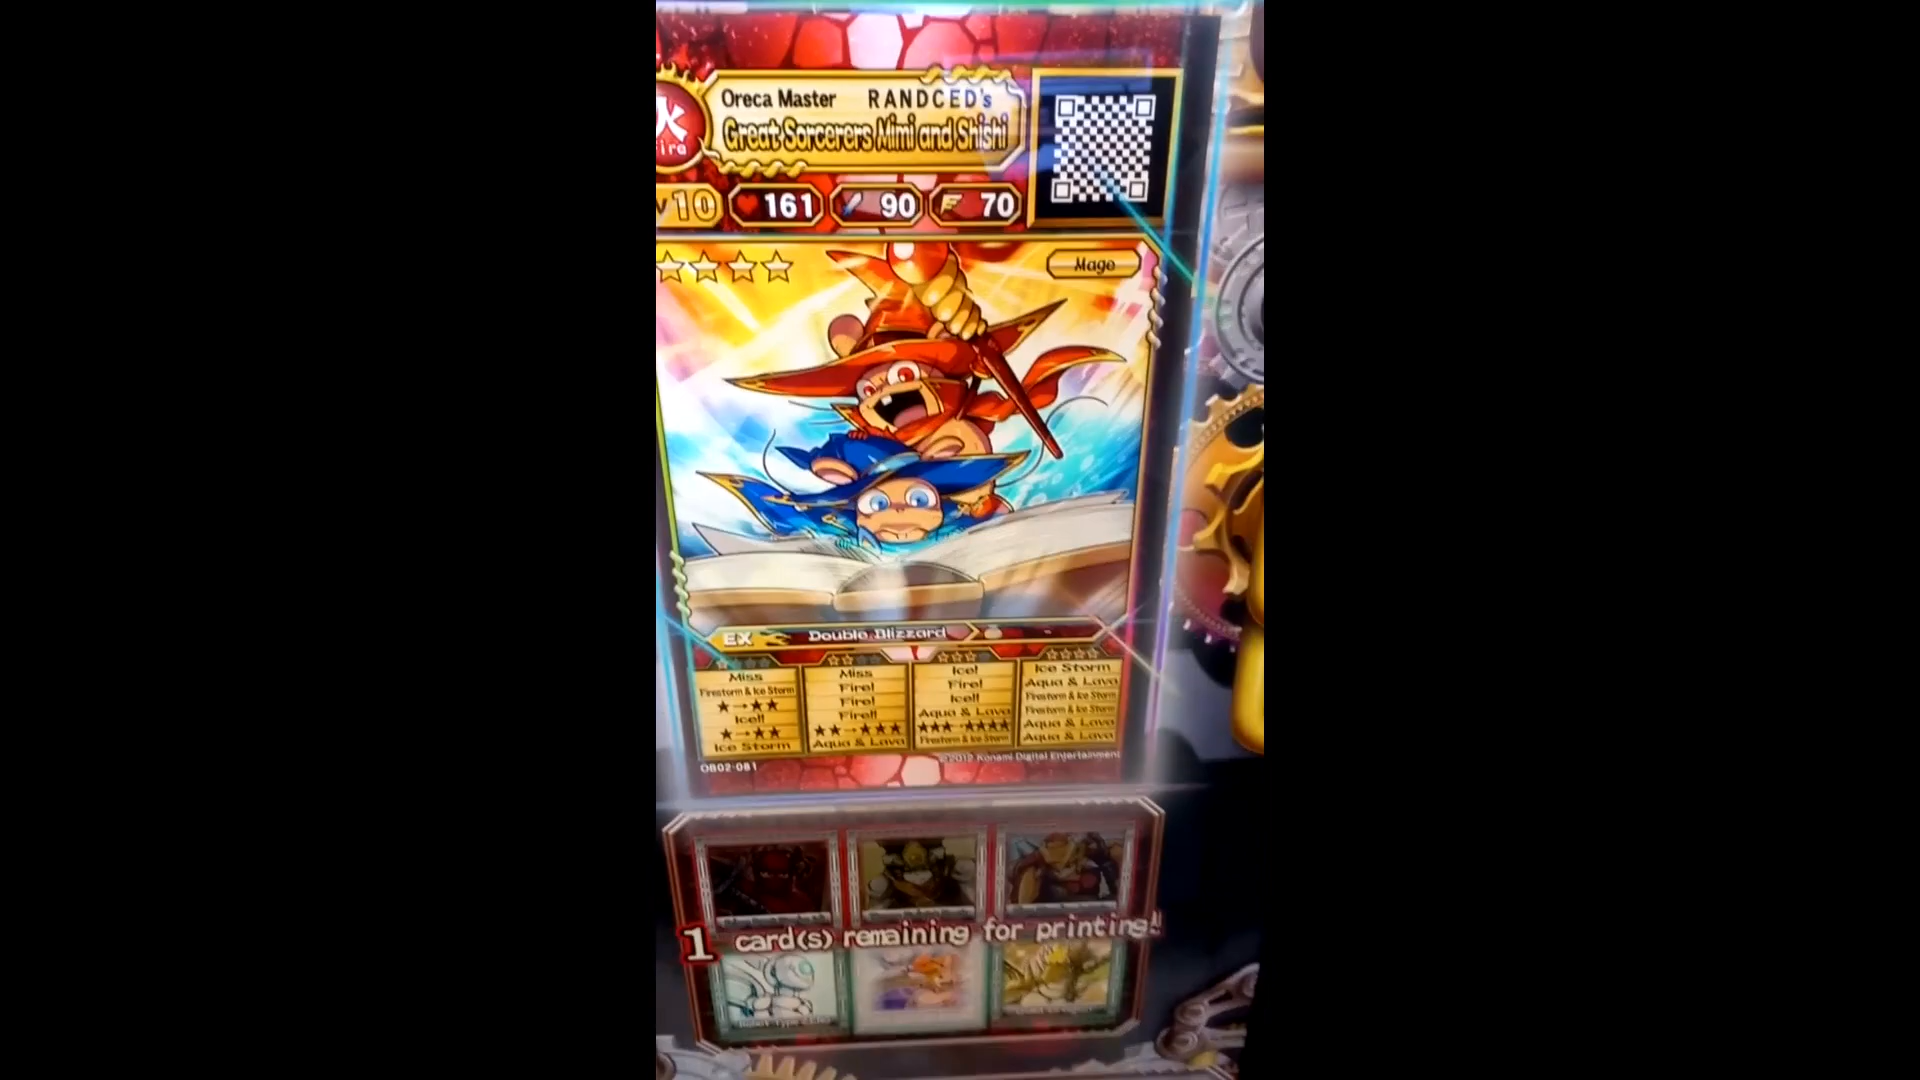 Oreca Master RANDCED's
火
Great Sorcerers Mimi and Shishi
10 161 90 70
Mage
EX Double Blizzard -
Miss
Firestorm & Ice Storm
★→★★
Ice!!
★→★★
Ice Storm
Miss
Fire!
Fire!
Fire!!
★★→★★★
Aqua & Lava
Ice!
Fire!
Ice!!
Aqua & Lava
★★★→★★★★
Firestorm & Ice Storm
Ice Storm
Aqua & Lava
Firestorm & Ice Storm
Firestorm & Ice Storm
Aqua & Lava
Aqua & Lava
OB02-081
©2012 Konami Digital Entertainment
1 card(s) remaining for printing!